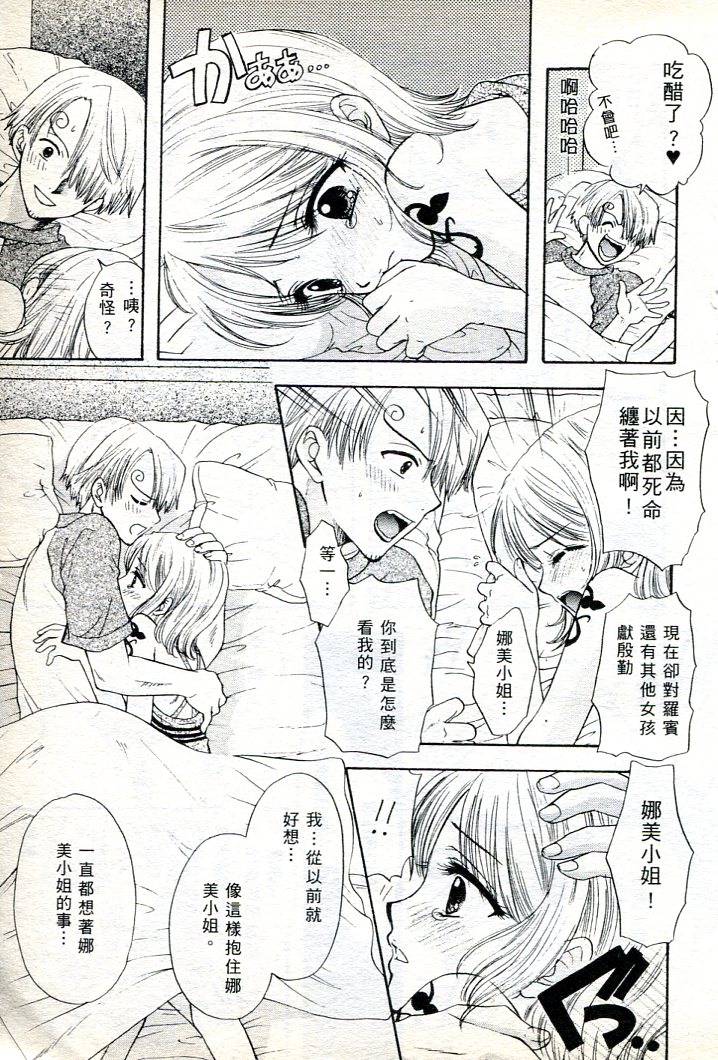 吃醋了？♥
不會吧…
啊哈哈哈…
かぁぁ…
…咦？
奇怪？
因…因為
以前都死命
纏著我啊！
現在卻對羅賓
還有其他女孩
獻殷勤
娜美小姐…
你到底是怎麼
看我的？
等一…
娜美小姐！
ぐっ…
!!
我…從以前就
好想…
像這樣抱住娜
美小姐。
一直都想著娜
美小姐的事…